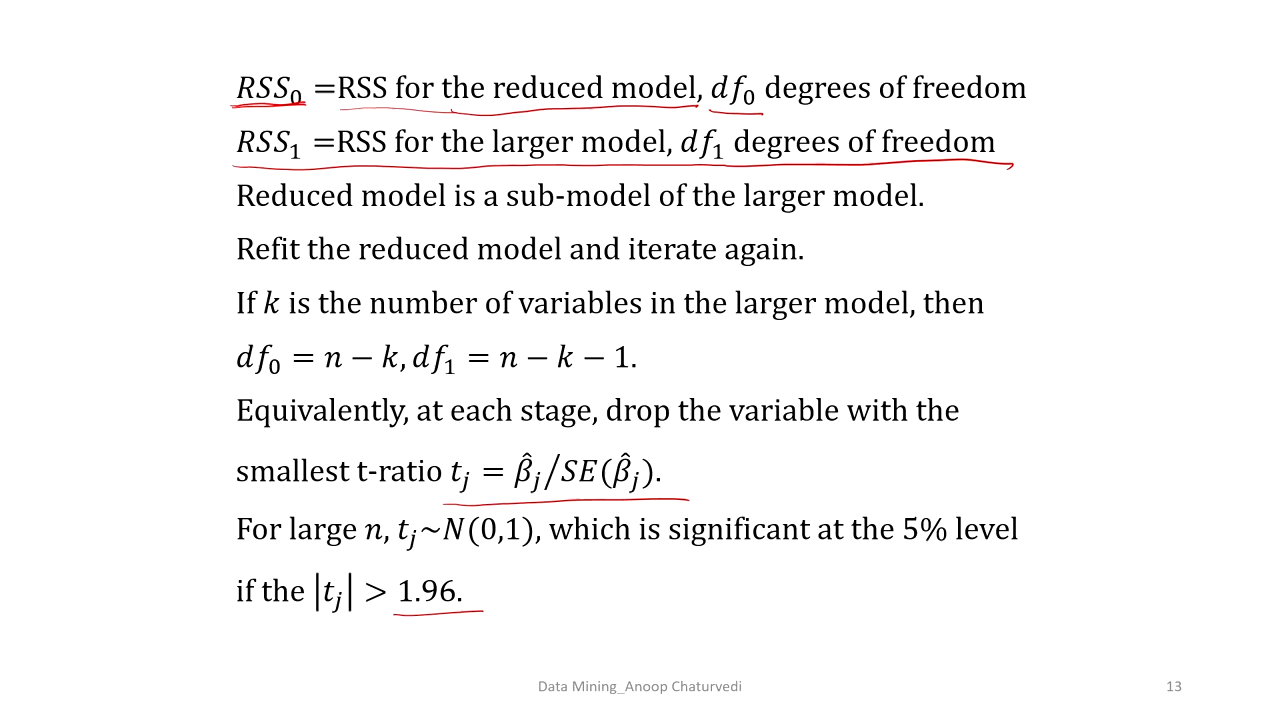 RSS₀ =RSS for the reduced model, df₀ degrees of freedom
RSS₁ =RSS for the larger model, df₁ degrees of freedom
Reduced model is a sub-model of the larger model.
Refit the reduced model and iterate again.
If k is the number of variables in the larger model, then
df₀ = n − k, df₁ = n − k − 1.
Equivalently, at each stage, drop the variable with the
smallest t-ratio tⱼ = β̂ⱼ/SE(β̂ⱼ).
For large n, tⱼ~N(0,1), which is significant at the 5% level
if the |tⱼ| > 1.96.
Data Mining_Anoop Chaturvedi
13